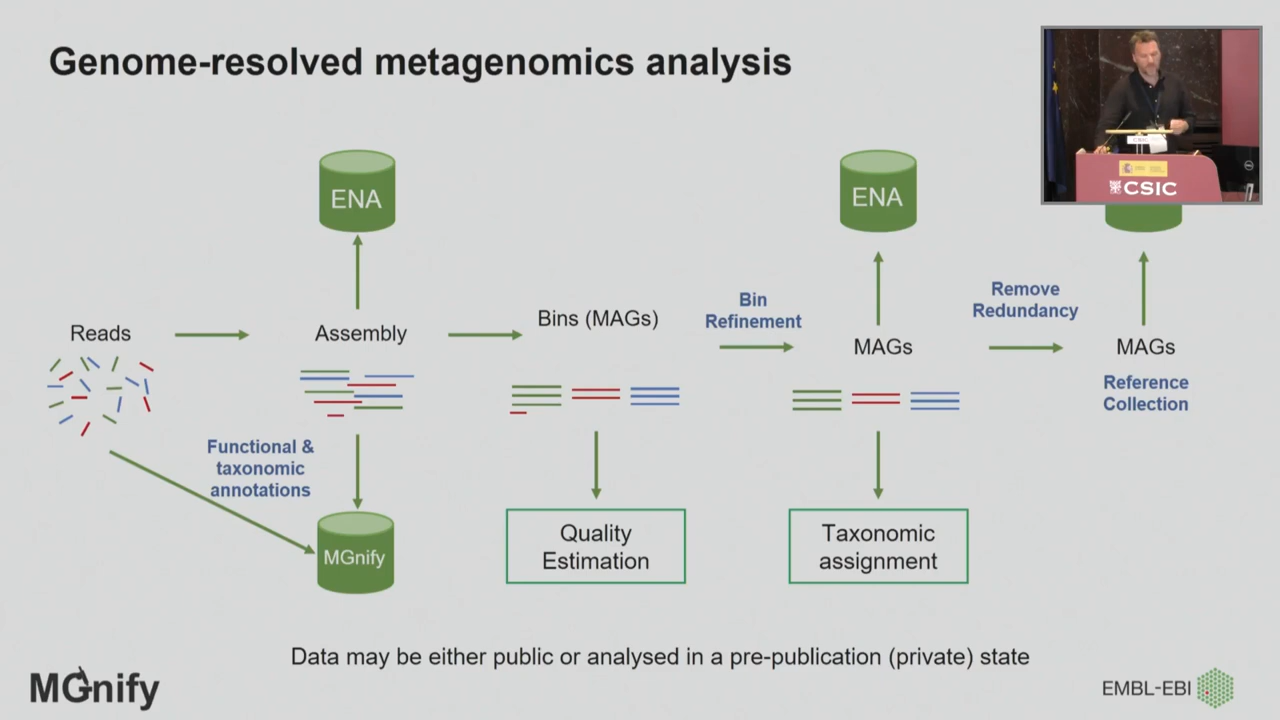 Genome-resolved metagenomics analysis
ENA
ENA
CSIC
Reads
Assembly
Bins (MAGs)
Bin
Refinement
MAGs
Remove
Redundancy
MAGs
Reference
Collection
Functional &
taxonomic
annotations
MGnify
Quality
Estimation
Taxonomic
assignment
Data may be either public or analysed in a pre-publication (private) state
MGnify
EMBL-EBI